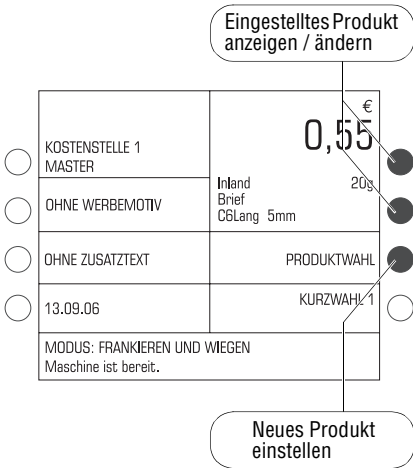 Eingestelltes Produkt
anzeigen / ändern
€
0,55
KOSTENSTELLE 1
MASTER
Inland 20g
Brief
C6Lang 5mm
OHNE WERBEMOTIV
OHNE ZUSATZTEXT
PRODUKTWAHL
13.09.06
KURZWAHL 1
MODUS: FRANKIEREN UND WIEGEN
Maschine ist bereit.
Neues Produkt
einstellen